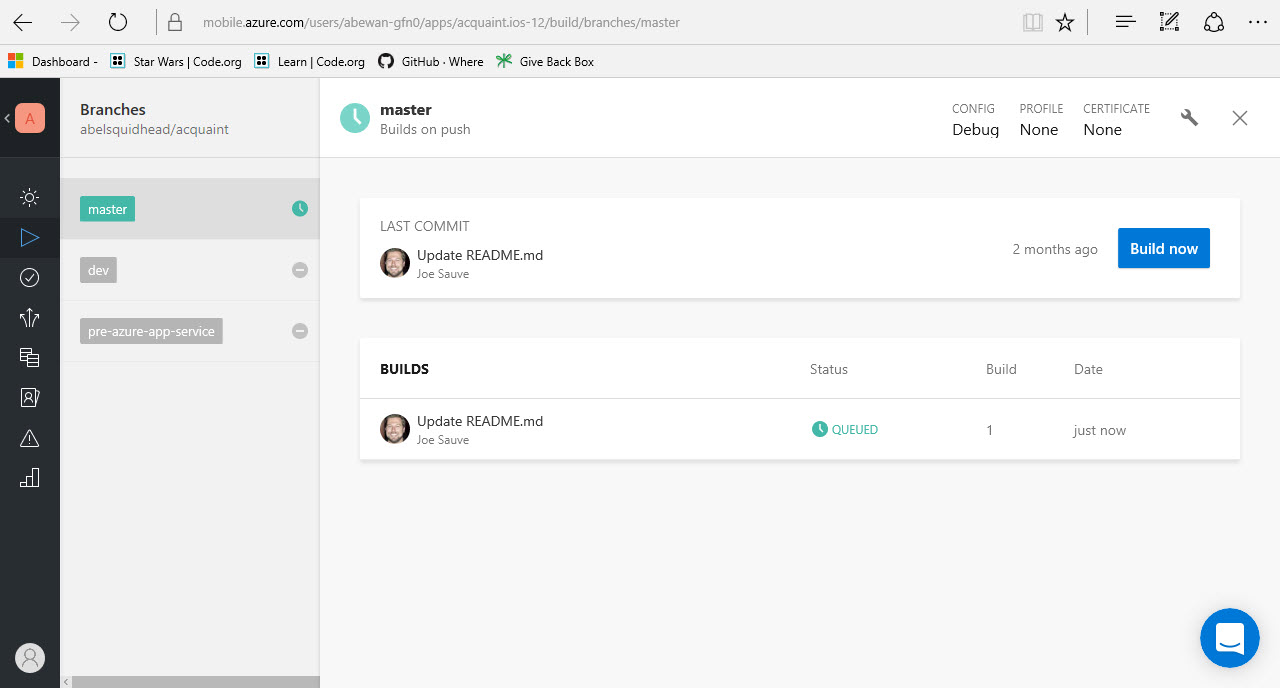 mobile.azure.com/users/abewan-gfn0/apps/acquaint.ios-12/build/branches/master
Dashboard -
Star Wars | Code.org
Learn | Code.org
GitHub · Where
Give Back Box
A
Branches
abelsquidhead/acquaint
master
Builds on push
CONFIG
Debug
PROFILE
None
CERTIFICATE
None
master
dev
pre-azure-app-service
LAST COMMIT
Update README.md
Joe Sauve
2 months ago
Build now
BUILDS
Status
Build
Date
Update README.md
Joe Sauve
QUEUED
1
just now